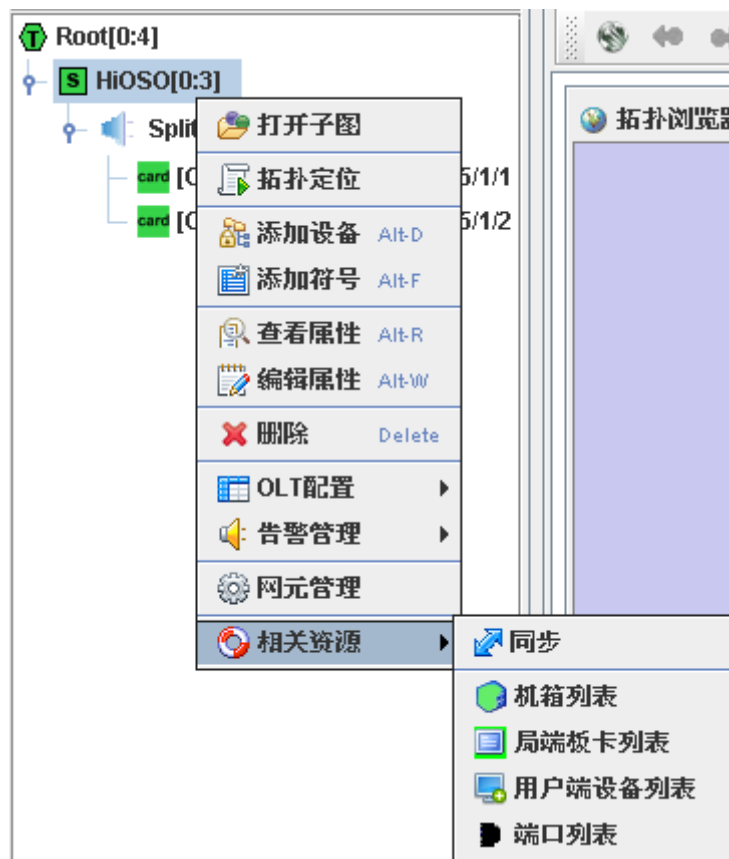 Root[0:4]
HiOSO[0:3]
Split
打开子图
拓扑浏览器
拓扑定位
card [C 5/1/1
card [C 5/1/2
添加设备 Alt-D
添加符号 Alt-F
查看属性 Alt-R
编辑属性 Alt-W
删除 Delete
OLT配置
告警管理
网元管理
相关资源
同步
机箱列表
局端板卡列表
用户端设备列表
端口列表